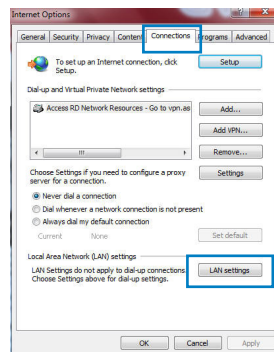 Internet Options
General Security Privacy Content Connections Programs Advanced
To set up an Internet connection, click
Setup.
Setup
Dial-up and Virtual Private Network settings
Access RD Network Resources - Go to vpn.as
Add...
Add VPN...
Remove...
Choose Settings if you need to configure a proxy
server for a connection.
Settings
Never dial a connection
Dial whenever a network connection is not present
Always dial my default connection
Current None
Set default
Local Area Network (LAN) settings
LAN Settings do not apply to dial-up connections.
Choose Settings above for dial-up settings.
LAN settings
OK Cancel Apply